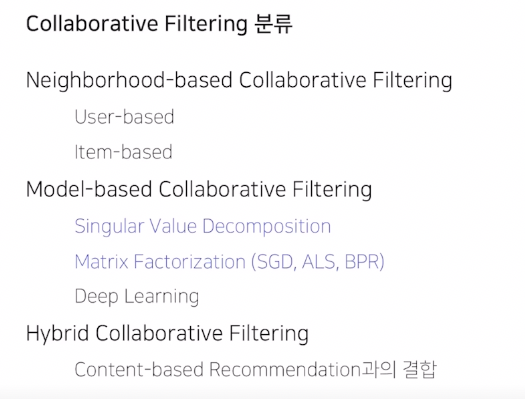 Collaborative Filtering 분류
Neighborhood-based Collaborative Filtering
User-based
Item-based
Model-based Collaborative Filtering
Singular Value Decomposition
Matrix Factorization (SGD, ALS, BPR)
Deep Learning
Hybrid Collaborative Filtering
Content-based Recommendation과의 결합